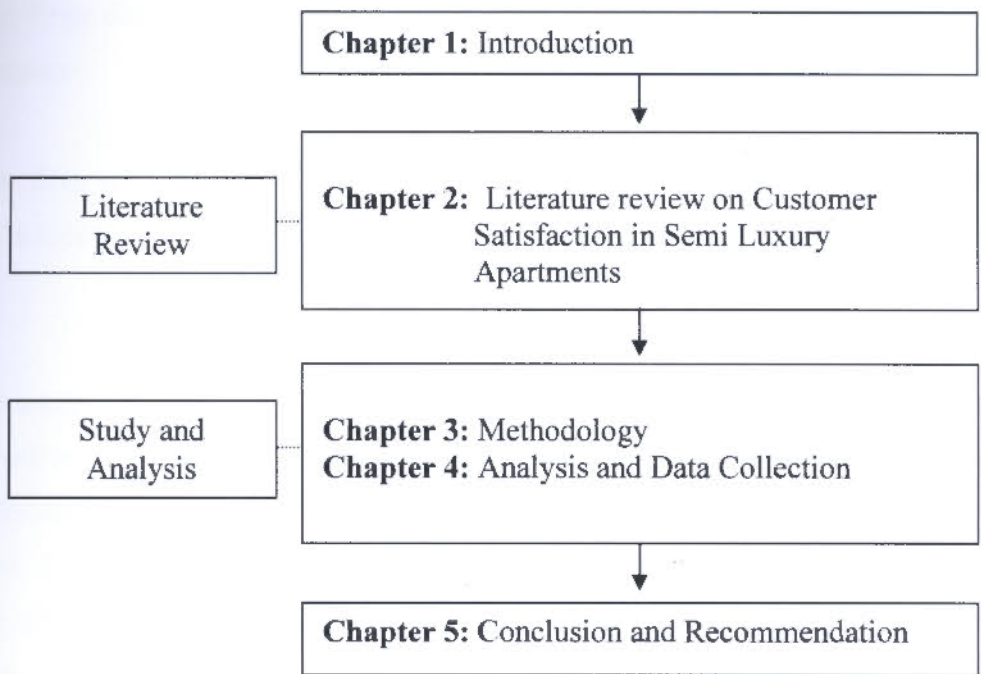 Chapter 1: Introduction
Literature
Review
Chapter 2: Literature review on Customer
Satisfaction in Semi Luxury
Apartments
Study and
Analysis
Chapter 3: Methodology
Chapter 4: Analysis and Data Collection
Chapter 5: Conclusion and Recommendation